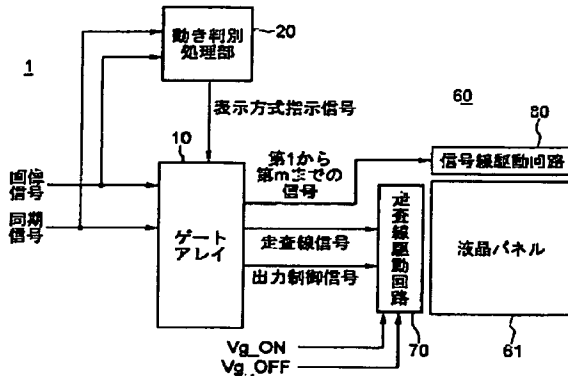 1
動き判別
処理部
20
表示方式指示信号
60
80
10
第1から
第mまでの
信号
信号線駆動回路
画像
信号
同期
信号
ゲート
アレイ
走査線信号
出力制御信号
走査線駆動回路
液晶パネル
Vg_ON
Vg_OFF
70
61